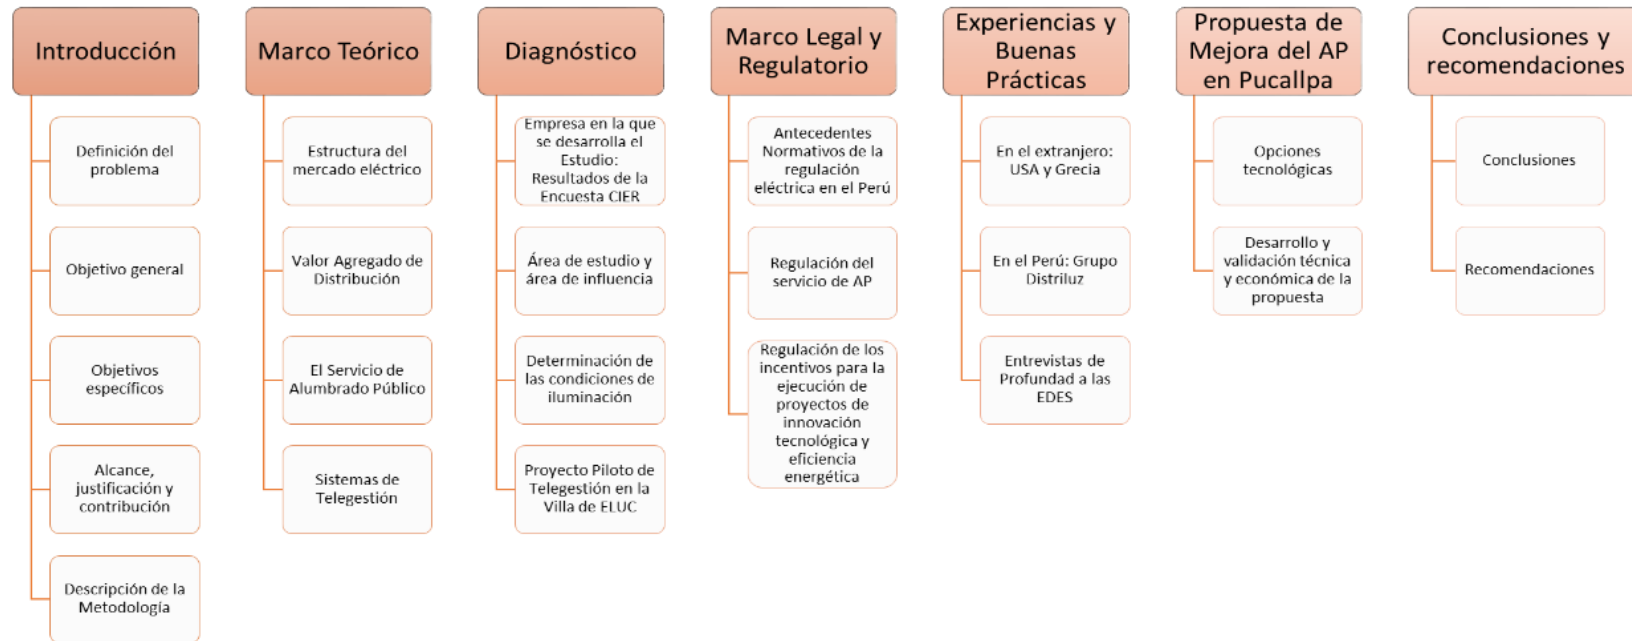 Introducción
Definición del
problema
Objetivo general
Objetivos
específicos
Alcance,
justificación y
contribución
Descripción de la
Metodología
Marco Teórico
Estructura del
mercado eléctrico
Valor Agregado de
Distribución
El Servicio de
Alumbrado Público
Sistemas de
Telegestión
Diagnóstico
Empresa en la que
se desarrolla el
Estudio:
Resultados de la
Encuesta CIER
Área de estudio y
área de influencia
Determinación de
las condiciones de
iluminación
Proyecto Piloto de
Telegestión en la
Villa de ELUC
Marco Legal y
Regulatorio
Antecedentes
Normativos de la
regulación
eléctrica en el Perú
Regulación del
servicio de AP
Regulación de los
incentivos para la
ejecución de
proyectos de
innovación
tecnológica y
eficiencia
energética
Experiencias y
Buenas
Prácticas
En el extranjero:
USA y Grecia
En el Perú: Grupo
Distriluz
Entrevistas de
Profundad a las
EDES
Propuesta de
Mejora del AP
en Pucallpa
Opciones
tecnológicas
Desarrollo y
validación técnica
y económica de la
propuesta
Conclusiones y
recomendaciones
Conclusiones
Recomendaciones